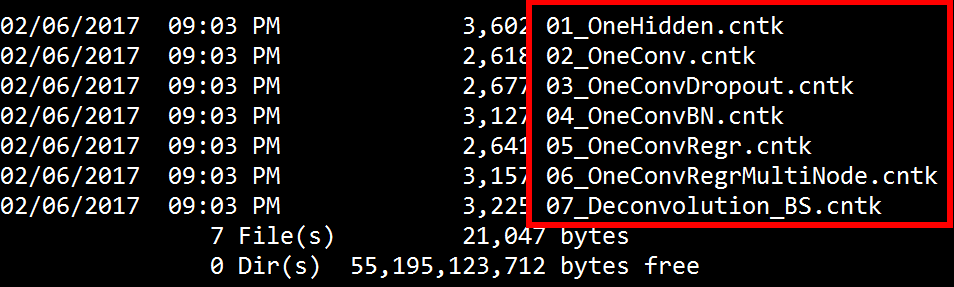 02/06/2017  09:03 PM             3,602 01_OneHidden.cntk
02/06/2017  09:03 PM             2,618 02_OneConv.cntk
02/06/2017  09:03 PM             2,677 03_OneConvDropout.cntk
02/06/2017  09:03 PM             3,127 04_OneConvBN.cntk
02/06/2017  09:03 PM             2,641 05_OneConvRegr.cntk
02/06/2017  09:03 PM             3,157 06_OneConvRegrMultiNode.cntk
02/06/2017  09:03 PM             3,225 07_Deconvolution_BS.cntk
               7 File(s)         21,047 bytes
               0 Dir(s)  55,195,123,712 bytes free